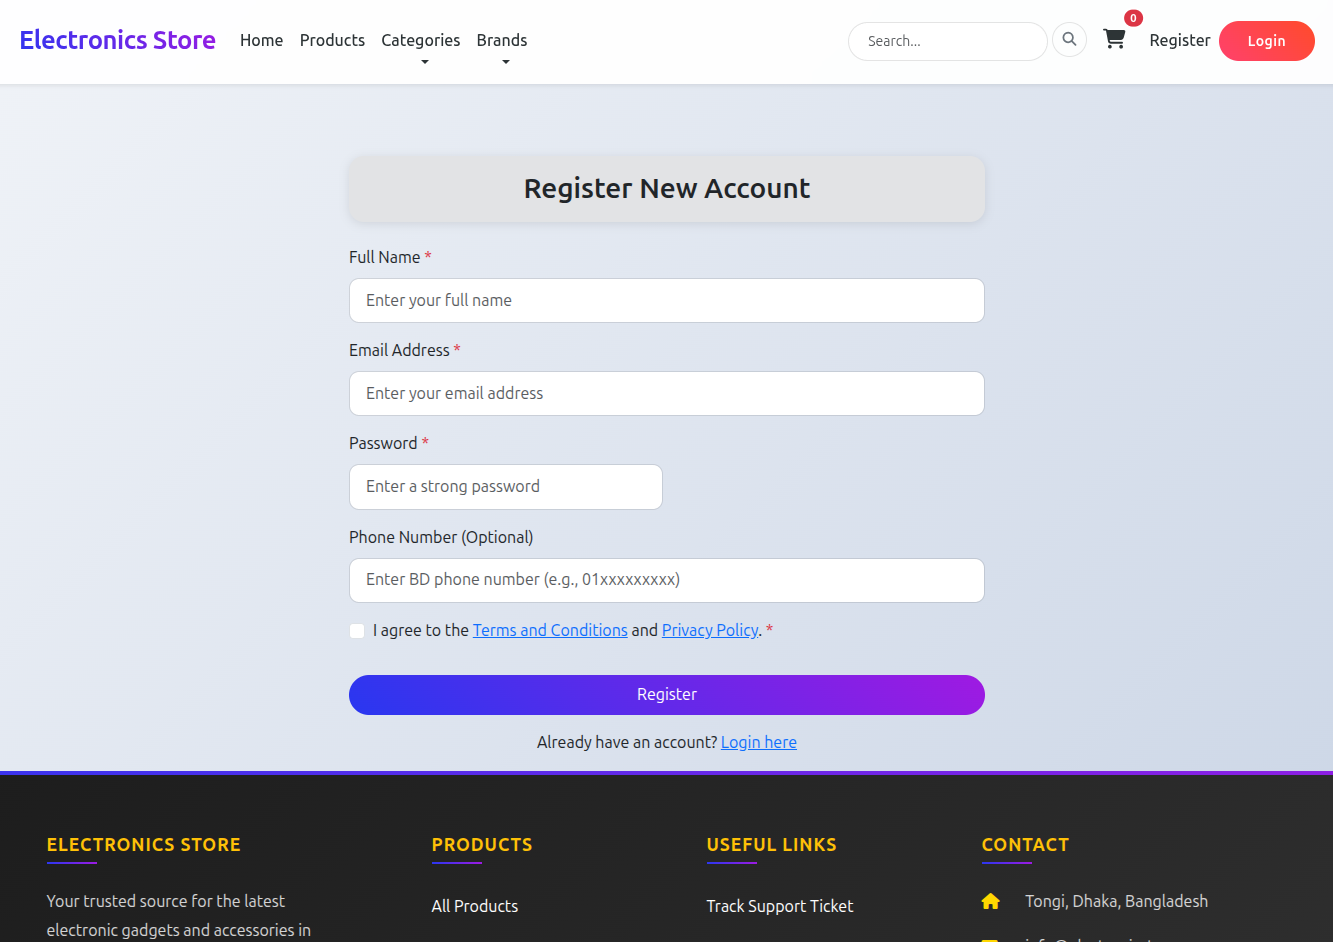 Electronics Store Home Products Categories Brands Search... 0 Register Login
Register New Account
Full Name *
Enter your full name
Email Address *
Enter your email address
Password *
Enter a strong password
Phone Number (Optional)
Enter BD phone number (e.g., 01xxxxxxxxx)
I agree to the Terms and Conditions and Privacy Policy. *
Register
Already have an account? Login here
ELECTRONICS STORE
Your trusted source for the latest
electronic gadgets and accessories in
PRODUCTS
All Products
USEFUL LINKS
Track Support Ticket
CONTACT
Tongi, Dhaka, Bangladesh